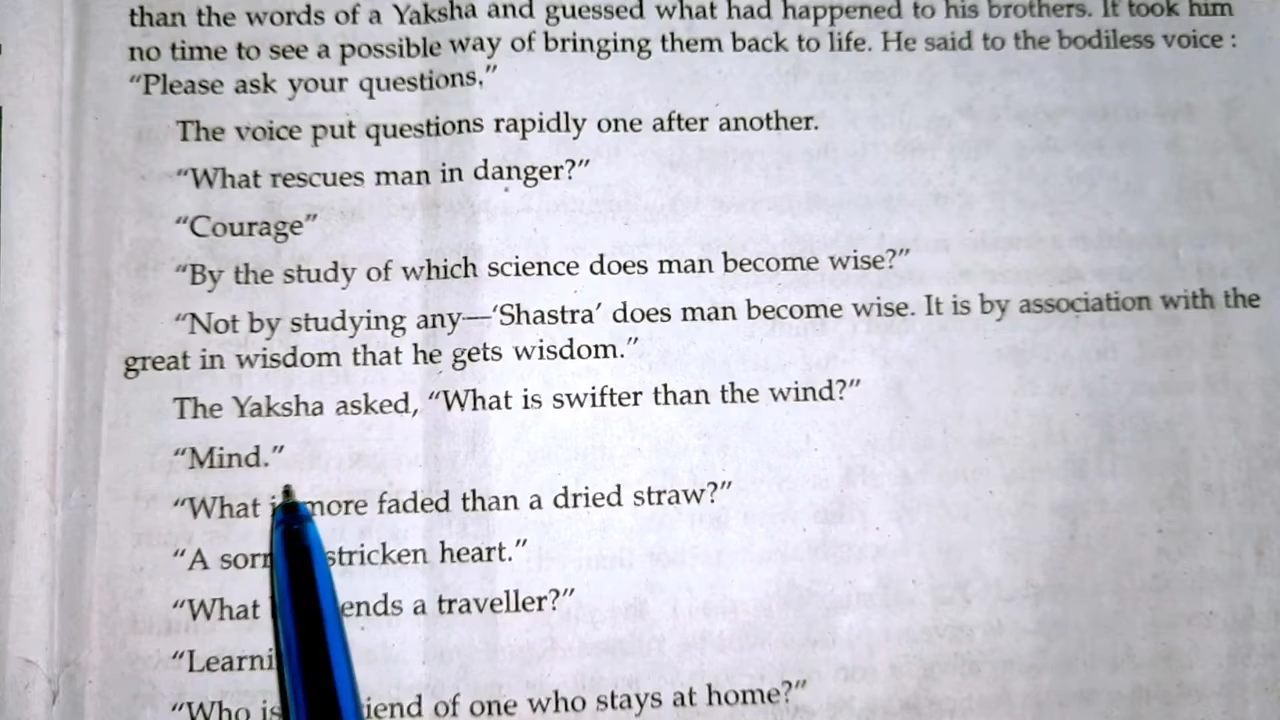 than the words of a Yaksha and guessed what had happened to his brothers. It took him
no time to see a possible way of bringing them back to life. He said to the bodiless voice :
“Please ask your questions.”
The voice put questions rapidly one after another.
“What rescues man in danger?”
“Courage”
“By the study of which science does man become wise?”
“Not by studying any—‘Shastra’ does man become wise. It is by association with the
great in wisdom that he gets wisdom.”
The Yaksha asked, “What is swifter than the wind?”
“Mind.”
“What more faded than a dried straw?”
“A stricken heart.”
“What a traveller?”
“Who is of one who stays at home?”